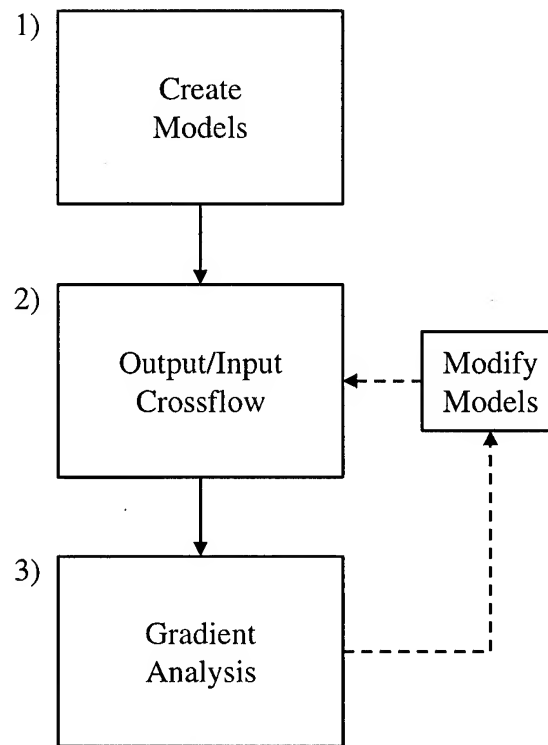 1)
Create
Models
2)
Output/Input
Crossflow
Modify
Models
3)
Gradient
Analysis